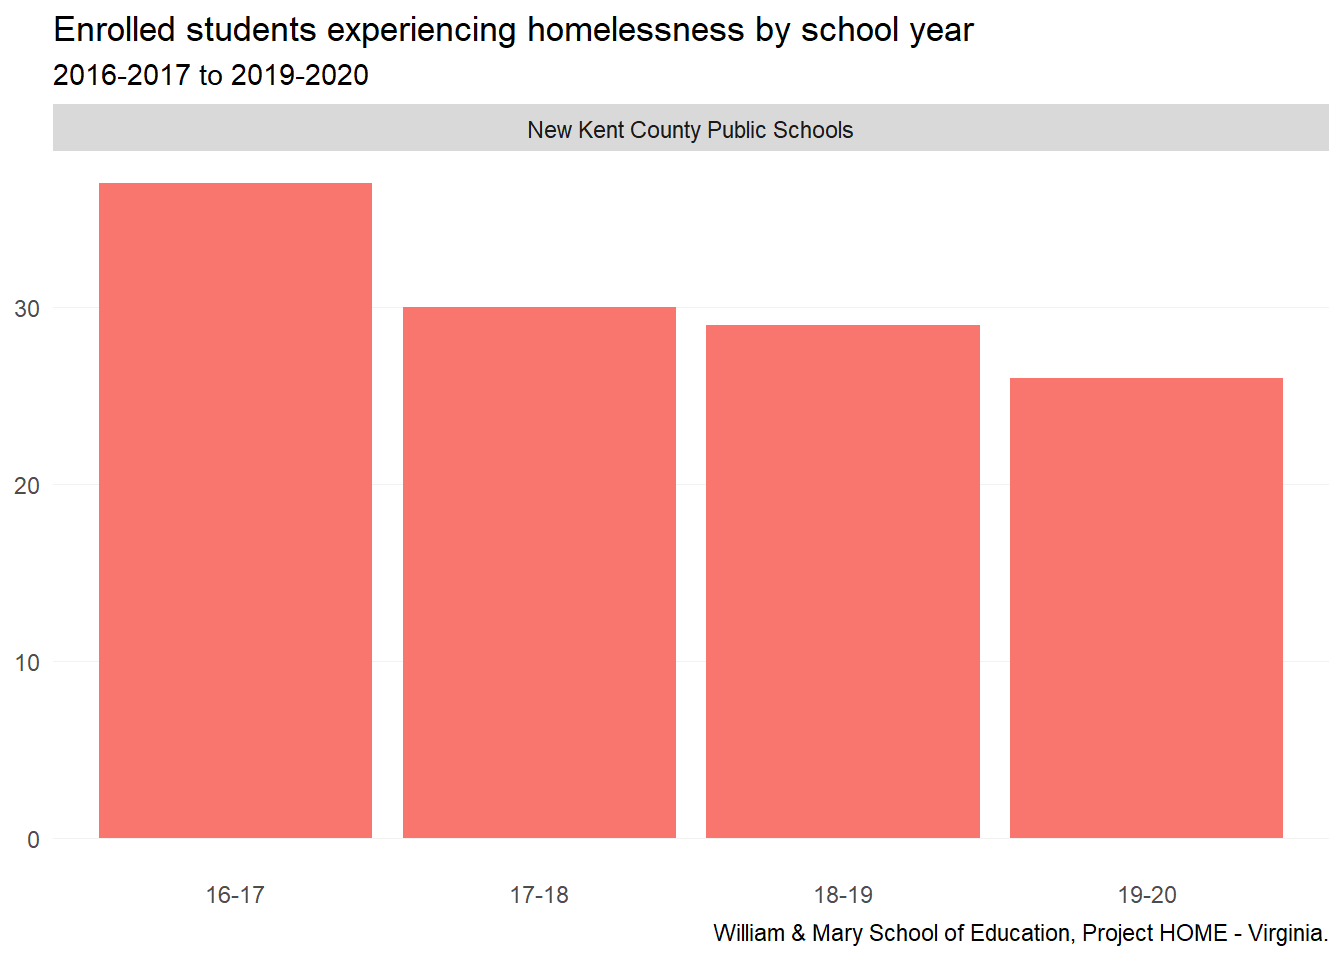 Enrolled students experiencing homelessness by school year
2016-2017 to 2019-2020
New Kent County Public Schools
30
20
10
0
16-17 17-18 18-19 19-20
William & Mary School of Education, Project HOME - Virginia.